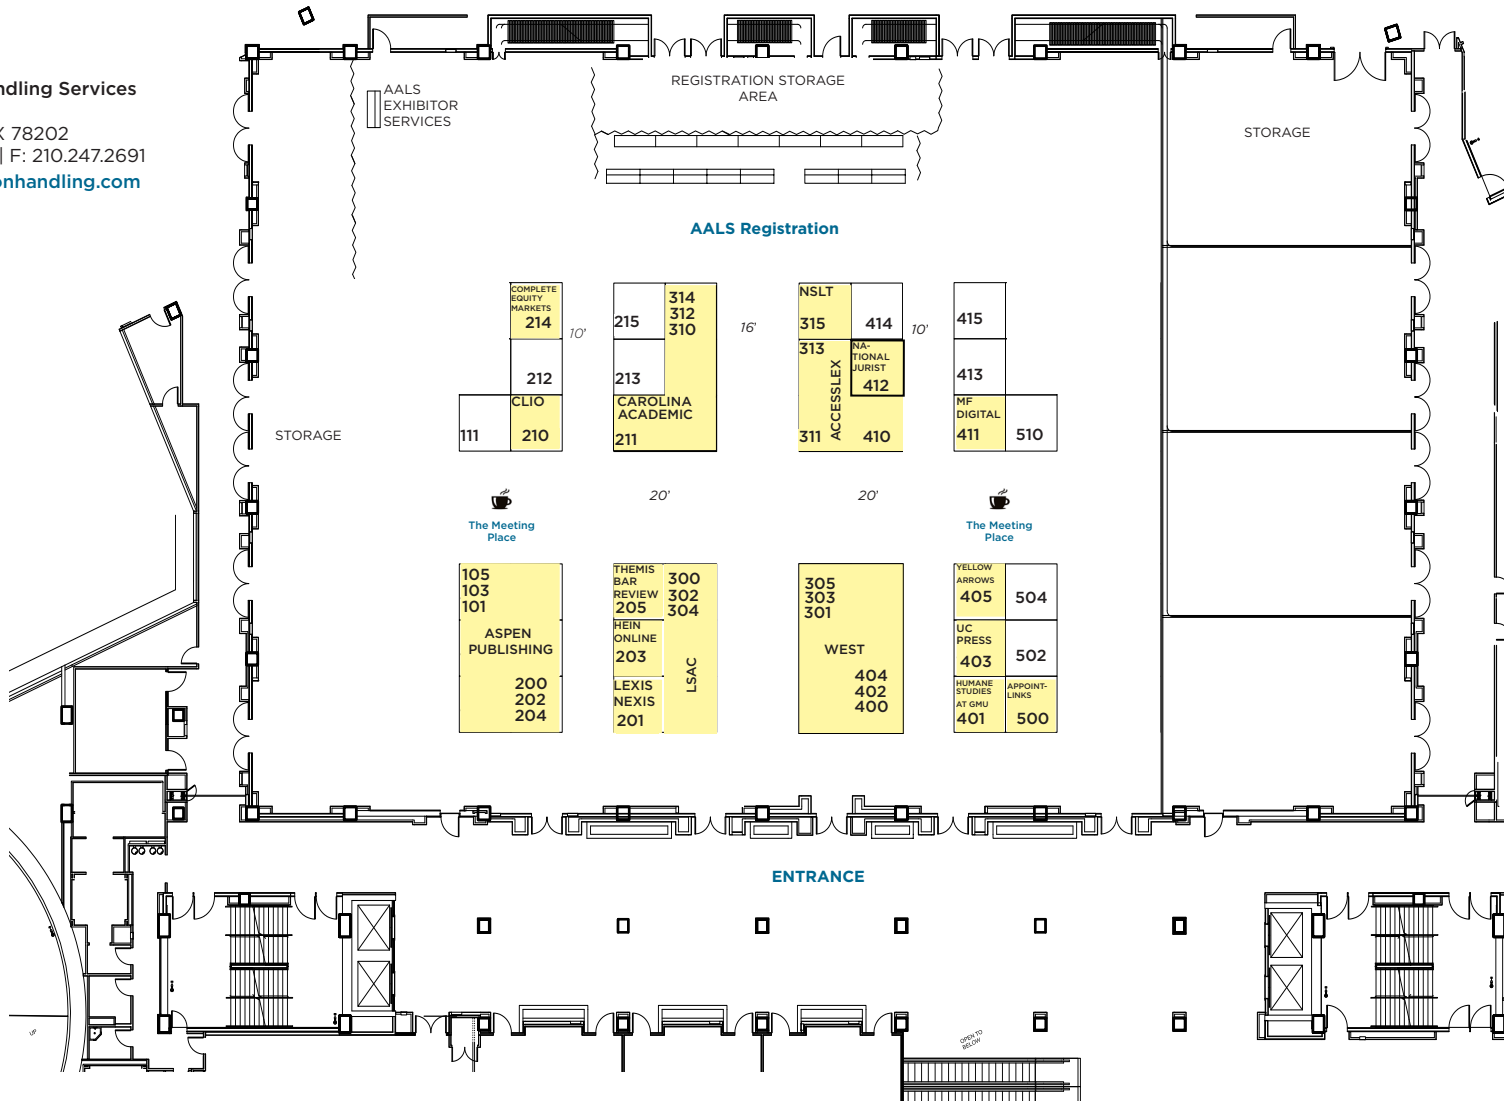 ndling Services
X 78202
| F: 210.247.2691
onhandling.com
AALS
EXHIBITOR
SERVICES
REGISTRATION STORAGE
AREA
STORAGE
AALS Registration
COMPLETE
EQUITY
MARKETS
214
10'
215
314
312
310
16'
NSLT
315
414
10'
415
212
213
313
ACCESSLEX
NA-
TIONAL
JURIST
412
413
STORAGE
111
CLIO
210
CAROLINA
ACADEMIC
211
311
410
MF
DIGITAL
411
510
20'
20'
The Meeting
Place
The Meeting
Place
105
103
101
ASPEN
PUBLISHING
200
202
204
THEMIS
BAR
REVIEW
205
300
302
304
HEIN
ONLINE
203
LSAC
LEXIS
NEXIS
201
305
303
301
WEST
404
402
400
YELLOW
ARROWS
405
504
UC
PRESS
403
502
HUMANE
STUDIES
AT GMU
401
APPOINT-
LINKS
500
ENTRANCE
UP
OPEN TO
BELOW